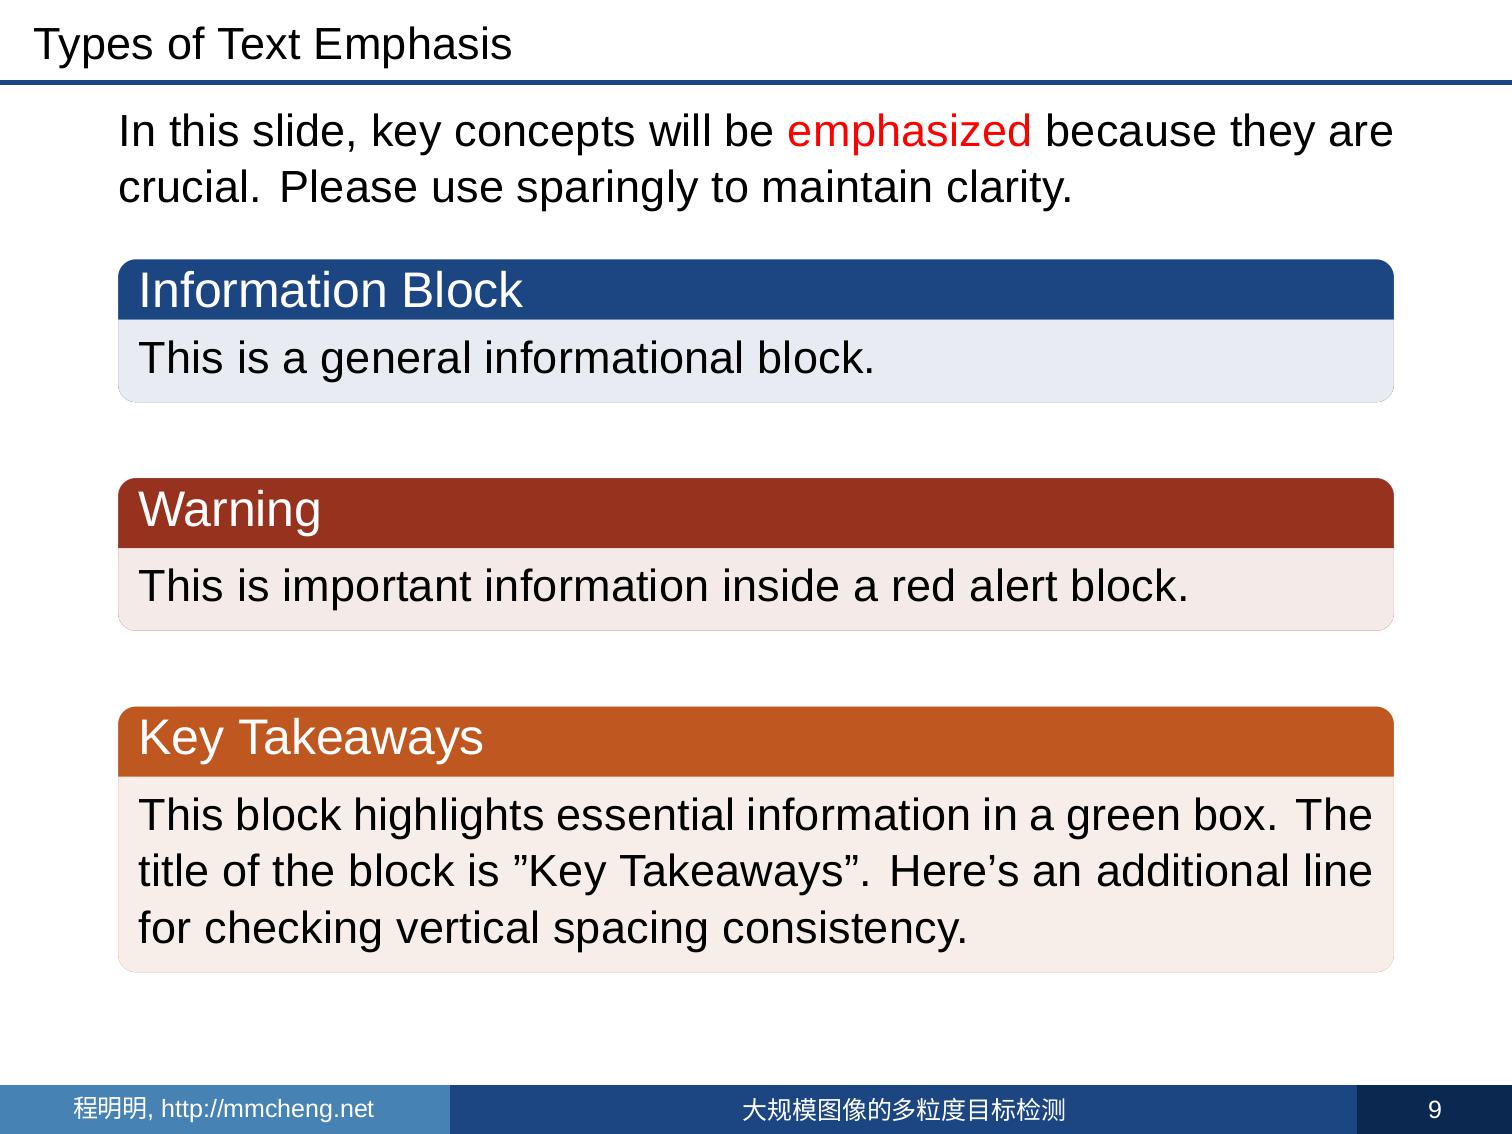 Types of Text Emphasis
In this slide, key concepts will be emphasized because they are
crucial. Please use sparingly to maintain clarity.
Information Block
This is a general informational block.
Warning
This is important information inside a red alert block.
Key Takeaways
This block highlights essential information in a green box. The
title of the block is ”Key Takeaways”. Here’s an additional line
for checking vertical spacing consistency.
程明明, http://mmcheng.net
大规模图像的多粒度目标检测
9